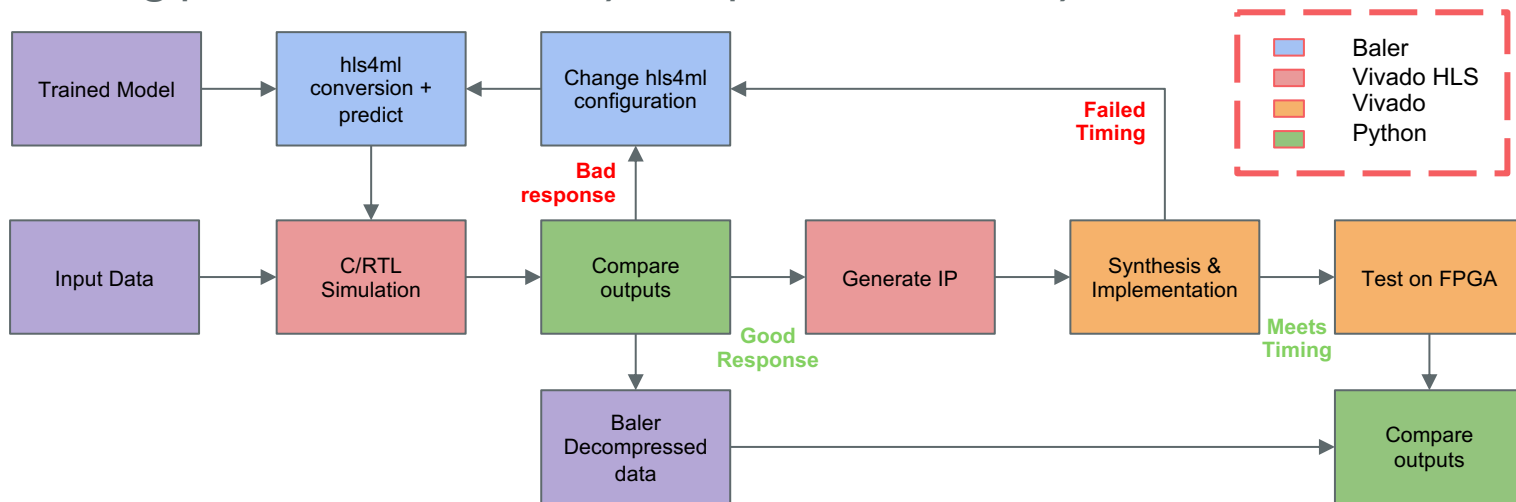 Trained Model
hls4ml
conversion +
predict
Change hls4ml
configuration
Failed
Timing
Baler
Vivado HLS
Vivado
Python
Bad
response
Input Data
C/RTL
Simulation
Compare
outputs
Generate IP
Synthesis &
Implementation
Test on FPGA
Good
Response
Meets
Timing
Baler
Decompressed
data
Compare
outputs